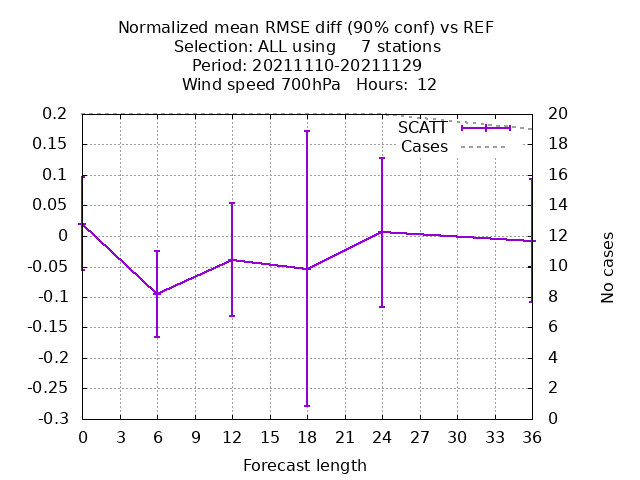 Normalized mean RMSE diff (90% conf) vs REF
Selection: ALL using     7 stations
Period: 20211110-20211129
Wind speed 700hPa   Hours:  12
SCATT
Cases
0.2
0.15
0.1
0.05
0
-0.05
-0.1
-0.15
-0.2
-0.25
-0.3
20
18
16
14
12
10
8
6
4
2
0
No cases
0 3 6 9 12 15 18 21 24 27 30 33 36
Forecast length